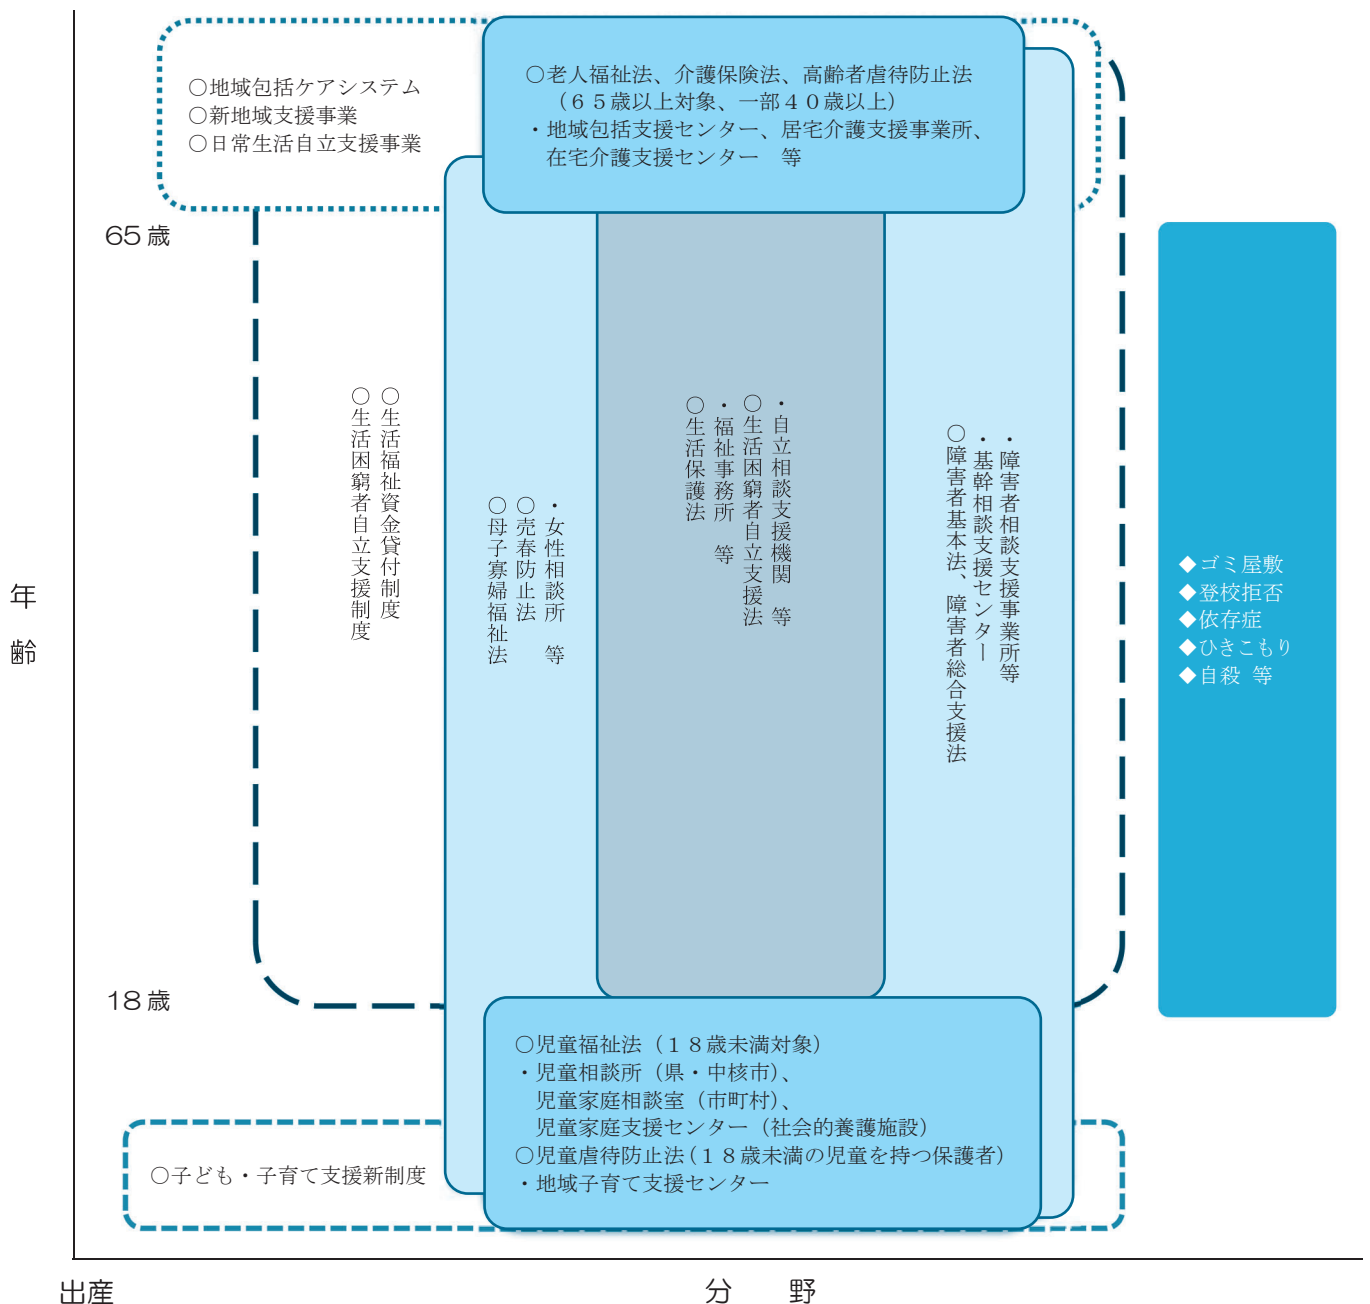 ○地域包括ケアシステム
○新地域支援事業
○日常生活自立支援事業
○老人福祉法、介護保険法、高齢者虐待防止法
（６５歳以上対象、一部４０歳以上）
・地域包括支援センター、居宅介護支援事業所、
在宅介護支援センター　等
65歳
○生活福祉資金貸付制度
○生活困窮者自立支援制度
・女性相談所　等
○売春防止法
○母子寡婦福祉法
・自立相談支援機関　等
○生活困窮者自立支援法
・福祉事務所　等
○生活保護法
・障害者相談支援事業所等
・基幹相談支援センター
○障害者基本法、障害者総合支援法
◆ゴミ屋敷
◆登校拒否
◆依存症
◆ひきこもり
◆自殺 等
年齢
18歳
○児童福祉法（１８歳未満対象）
・児童相談所（県・中核市）、
児童家庭相談室（市町村）、
児童家庭支援センター（社会的養護施設）
○児童虐待防止法（１８歳未満の児童を持つ保護者）
・地域子育て支援センター
○子ども・子育て支援新制度
出産
分　野